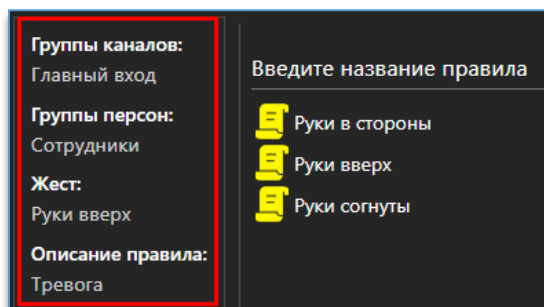 Группы каналов:
Главный вход
Группы персон:
Сотрудники
Жест:
Руки вверх
Описание правила:
Тревога
Введите название правила
Руки в стороны
Руки вверх
Руки согнуты